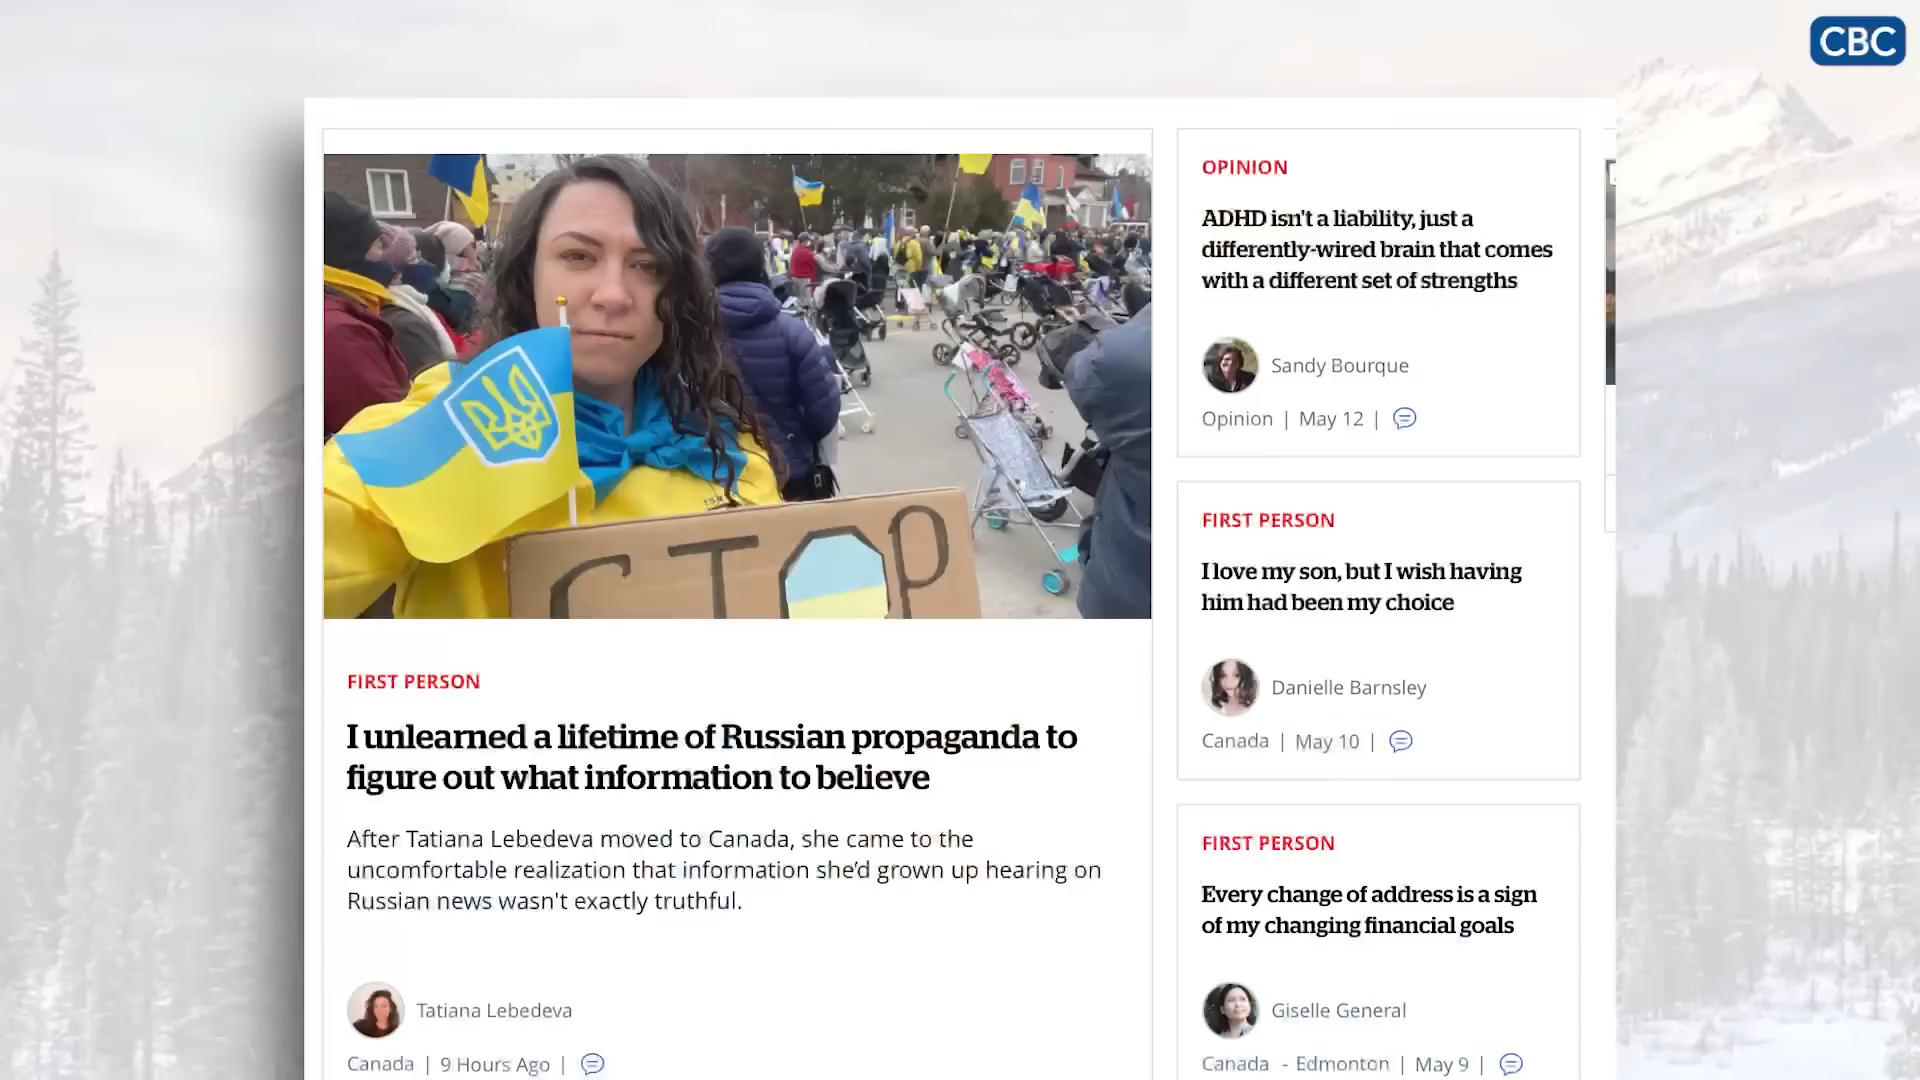 CBC
STOP
FIRST PERSON
I unlearned a lifetime of Russian propaganda to
figure out what information to believe
After Tatiana Lebedeva moved to Canada, she came to the
uncomfortable realization that information she'd grown up hearing on
Russian news wasn't exactly truthful.
Tatiana Lebedeva
Canada | 9 Hours Ago |
OPINION
ADHD isn't a liability, just a
differently-wired brain that comes
with a different set of strengths
Sandy Bourque
Opinion | May 12 |
FIRST PERSON
I love my son, but I wish having
him had been my choice
Danielle Barnsley
Canada | May 10 |
FIRST PERSON
Every change of address is a sign
of my changing financial goals
Giselle General
Canada - Edmonton | May 9 |